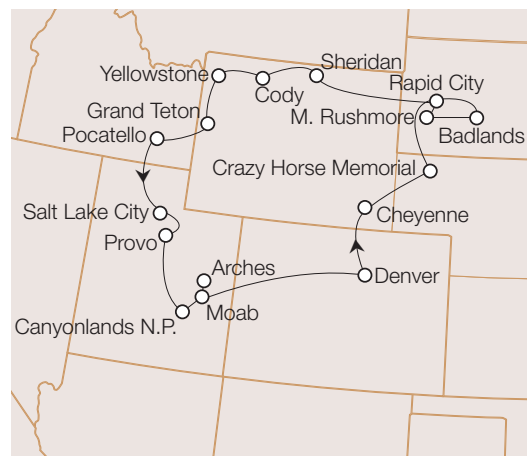 Sheridan
Yellowstone
Rapid City
Cody
Grand Teton
M. Rushmore
Pocatello
Badlands
Crazy Horse Memorial
Salt Lake City
Cheyenne
Provo
Arches
Denver
Moab
Canyonlands N.P.